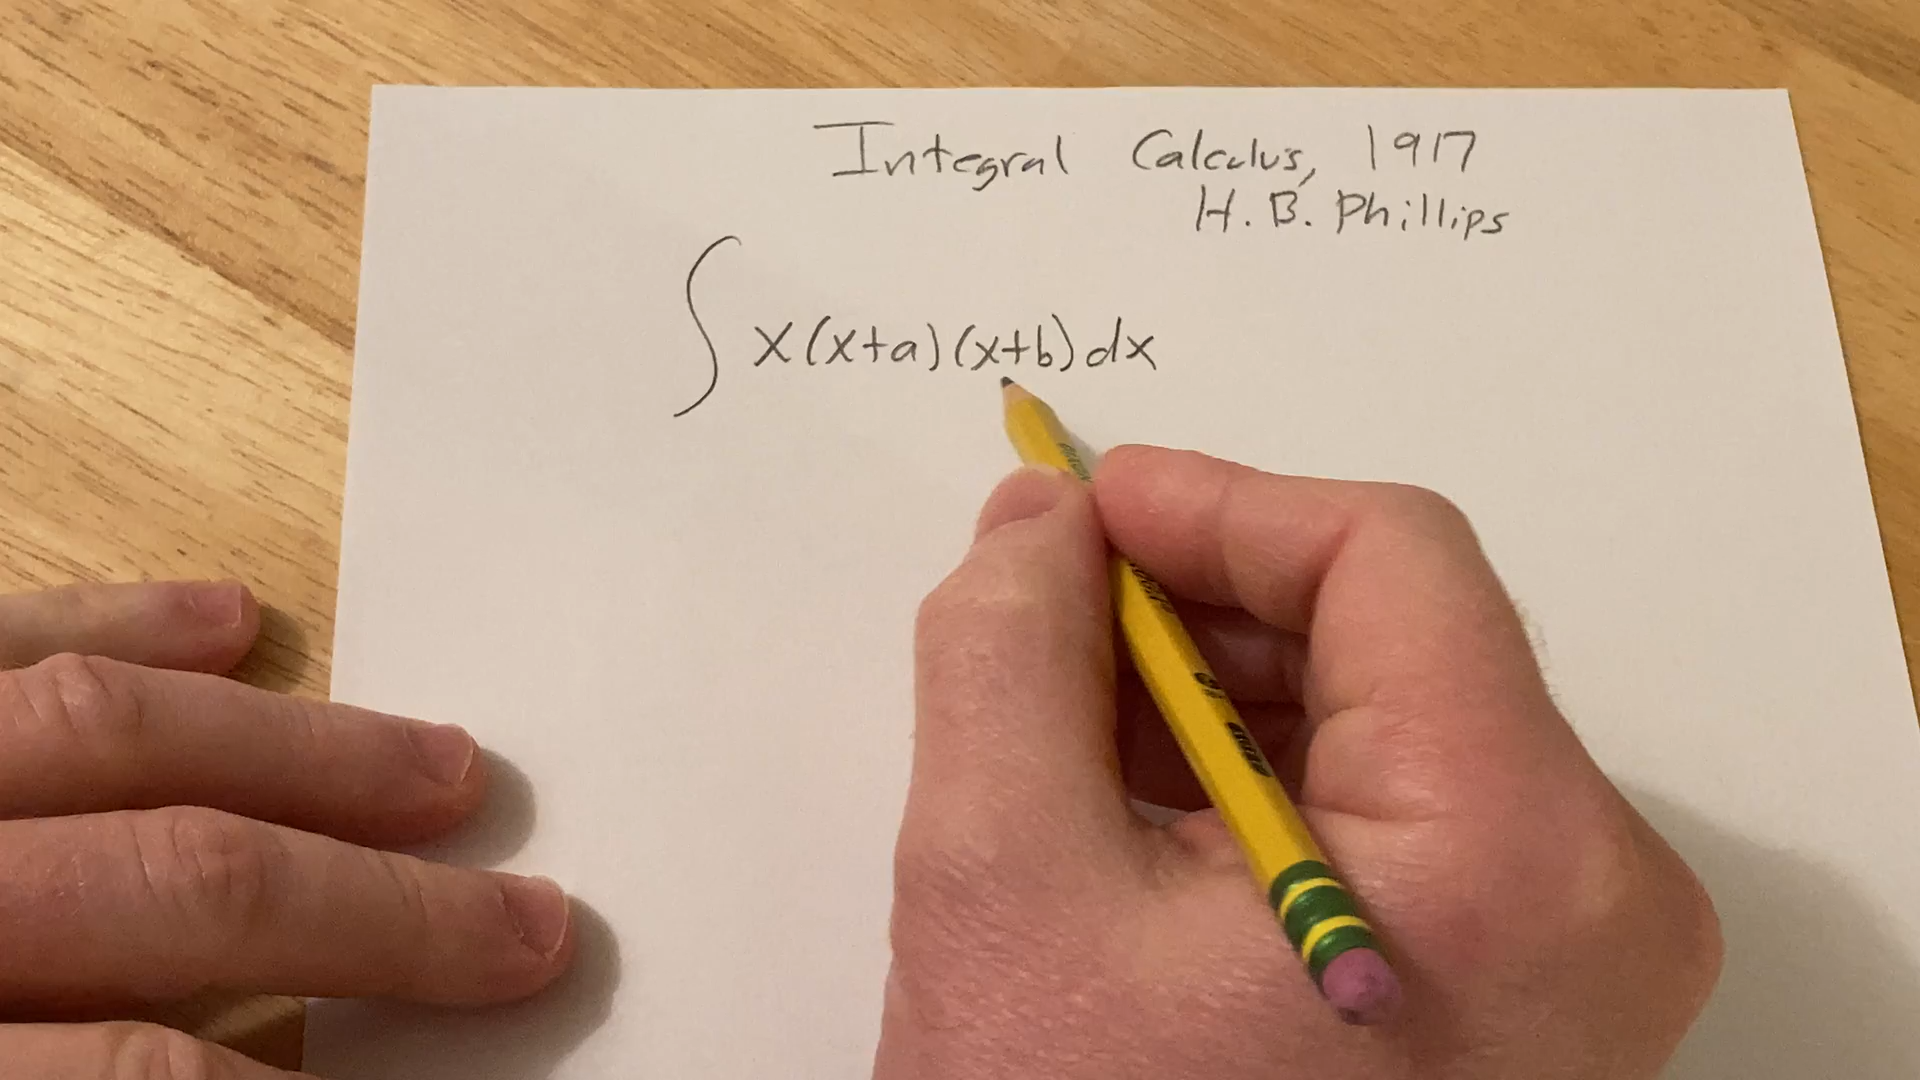 Integral Calculus, 1917
H. B. Phillips
∫ x(x+a)(x+b)dx